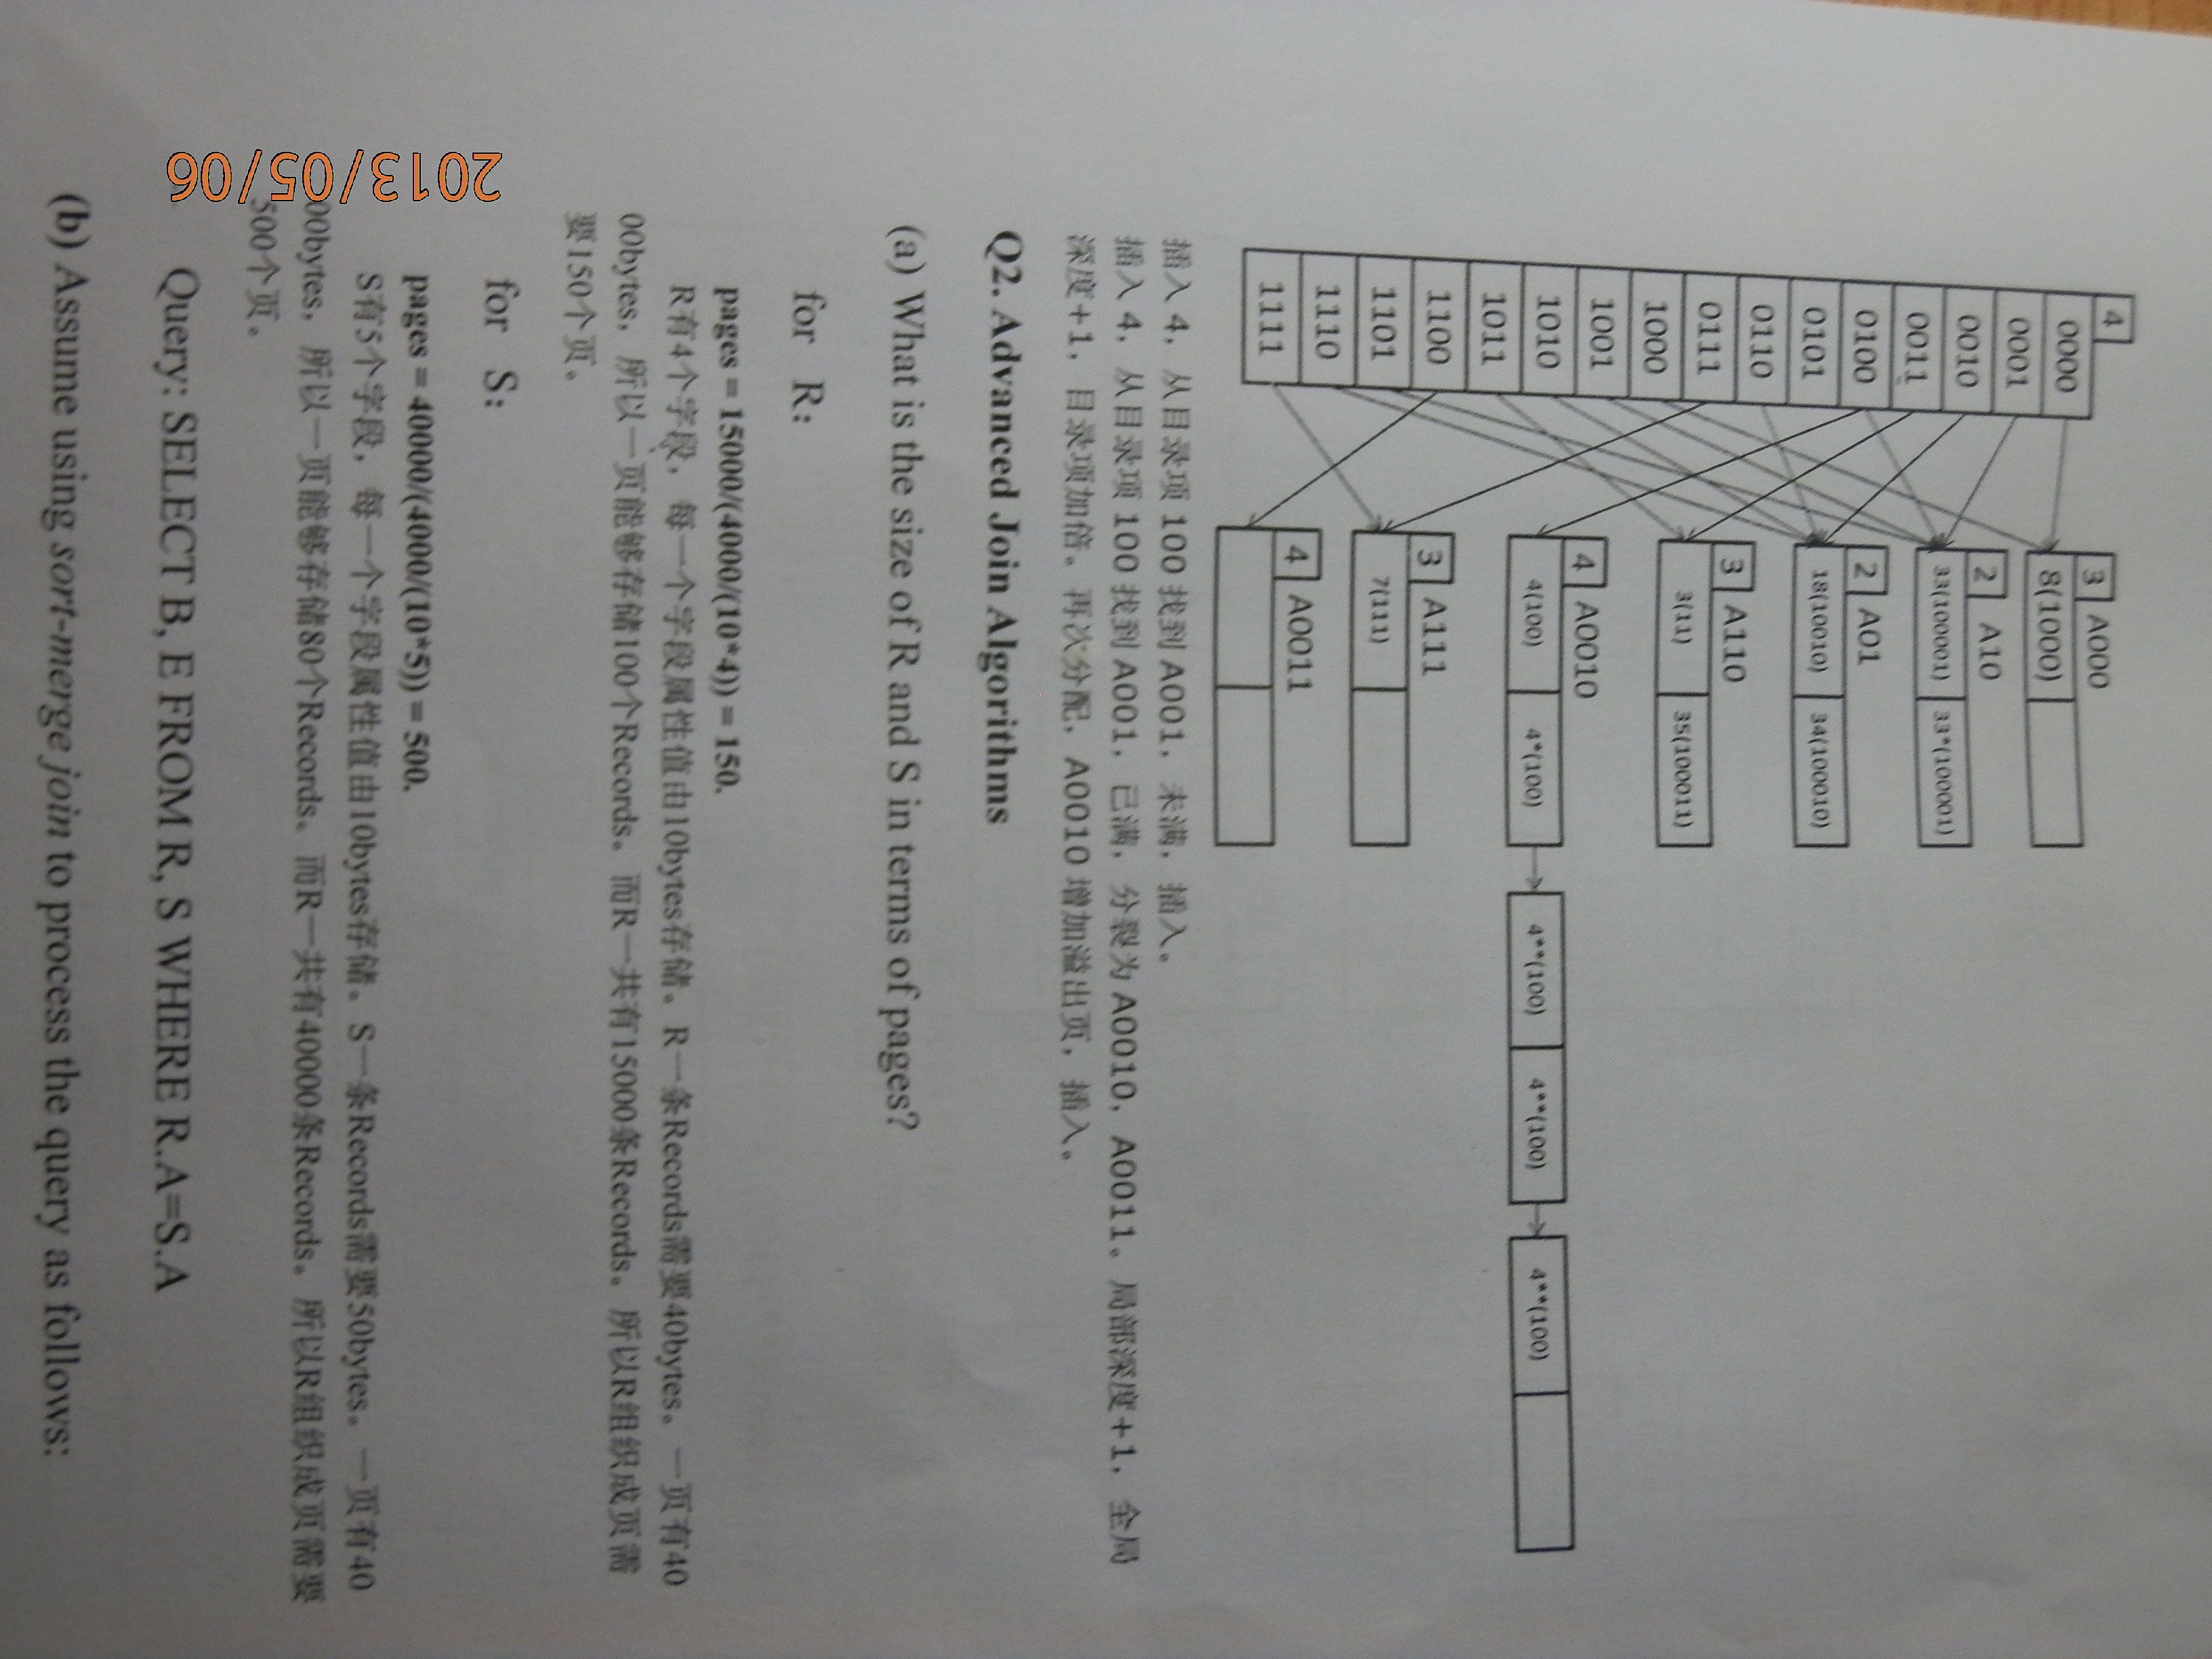 4
0000
0001
0010
0011
0100
0101
0110
0111
1000
1001
1010
1011
1100
1101
1110
1111
3 A000
8(1000)
2 A10
33(100001) 33*(100001)
2 A01
18(10010) 34(100010)
3 A110
3(11) 35(100011)
4 A0010
4(100) 4*(100) 4**(100) 4**(100) 4**(100)
3 A111
7(111)
4 A0011
插入 4，从目录项 100 找到 A001，未满，插入。
插入 4，从目录项 100 找到 A001，已满，分裂为 A0010，A0011。局部深度+1，全局
深度+1，目录项加倍。再次分配，A0010 增加溢出页，插入。
Q2. Advanced Join Algorithms
(a) What is the size of R and S in terms of pages?
for R:
pages = 15000/(4000/(10*4)) = 150.
R有4个字段，每一个字段属性值由10bytes存储。R一条Records需要40bytes。一页有40
00bytes，所以一页能够存储100个Records。而R一共有15000条Records。所以R组织成页需
要150个页。
for S:
pages = 40000/(4000/(10*5)) = 500.
S有5个字段，每一个字段属性值由10bytes存储。S一条Records需要50bytes。一页有40
00bytes，所以一页能够存储80个Records。而R一共有40000条Records。所以R组织成页需要
500个页。
Query: SELECT B, E FROM R, S WHERE R.A=S.A
(b) Assume using sort-merge join to process the query as follows:
2013/05/06